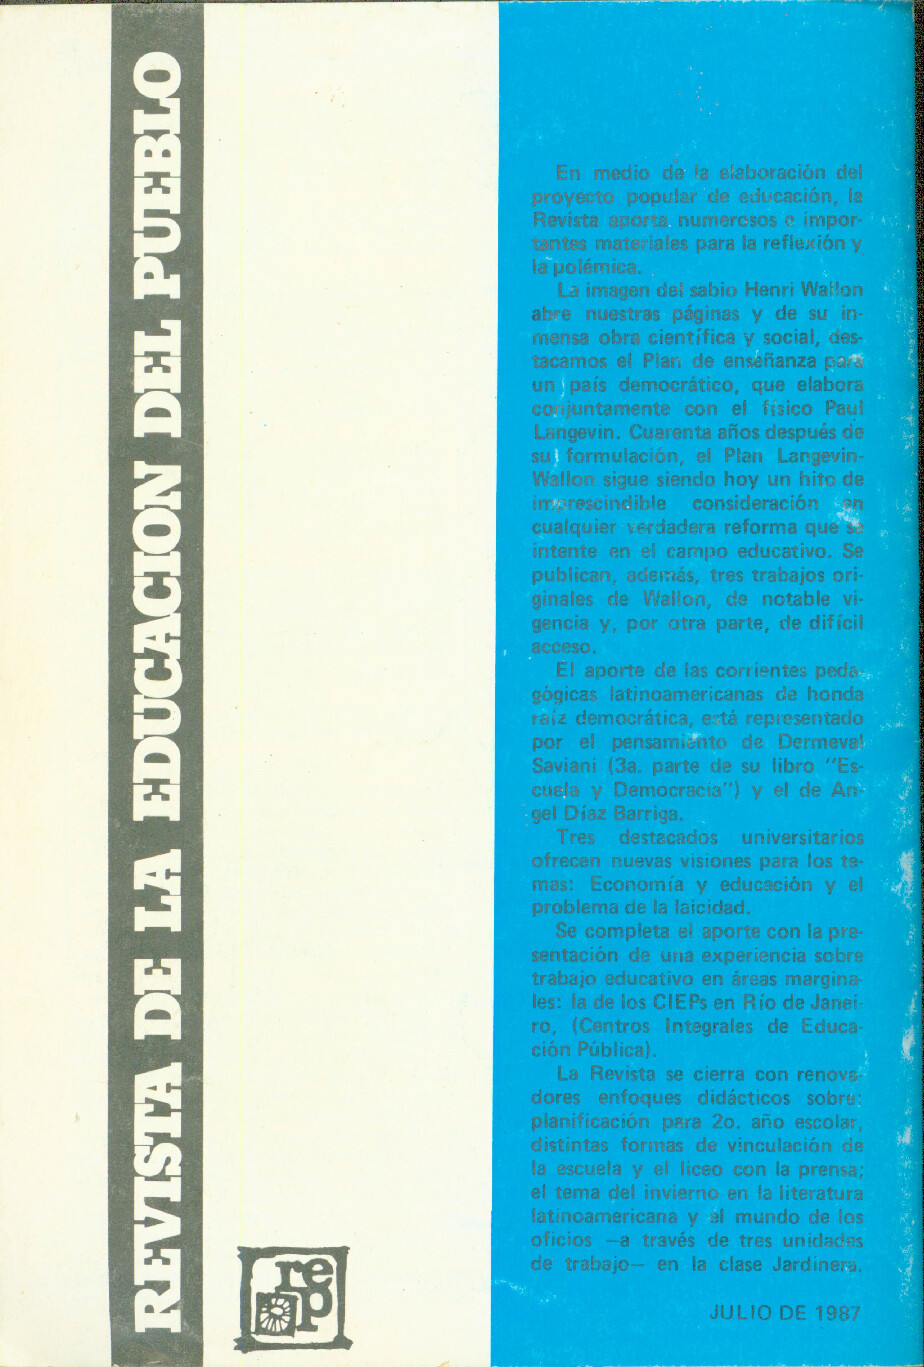 REVISTA DE LA EDUCACION DEL PUEBLO
En medio de la elaboración del
proyecto popular de educación, la
Revista aporta numerosos e impor-
tantes materiales para la reflexión y
la polémica.
La imagen del sabio Henri Wallon
abre nuestras páginas y de su in-
mensa obra científica y social, des-
tacamos el Plan de enseñanza para
un país democrático, que elabora
conjuntamente con el físico Paul
Langevin. Cuarenta años después de
su formulación, el Plan Langevin-
Wallon sigue siendo hoy un hito de
imprescindible consideración en
cualquier verdadera reforma que se
intente en el campo educativo. Se
publican, además, tres trabajos ori-
ginales de Wallon, de notable vi-
gencia y, por otra parte, de difícil
acceso.
El aporte de las corrientes peda-
gógicas latinoamericanas de honda
raíz democrática, está representado
por el pensamiento de Dermeval
Saviani (3a. parte de su libro "Es-
cuela y Democracia") y el de An-
gel Díaz Barriga.
Tres destacados universitarios
ofrecen nuevas visiones para los te-
mas: Economía y educación y el
problema de la laicidad.
Se completa el aporte con la pre-
sentación de una experiencia sobre
trabajo educativo en áreas margina-
les: la de los CIEPs en Río de Janei-
ro, (Centros Integrales de Educa-
ción Pública).
La Revista se cierra con renova-
dores enfoques didácticos sobre:
planificación para 2o. año escolar,
distintas formas de vinculación de
la escuela y el liceo con la prensa;
el tema del invierno en la literatura
latinoamericana y el mundo de los
oficios —a través de tres unidades
de trabajo— en la clase Jardinera.
JULIO DE 1987
re
p